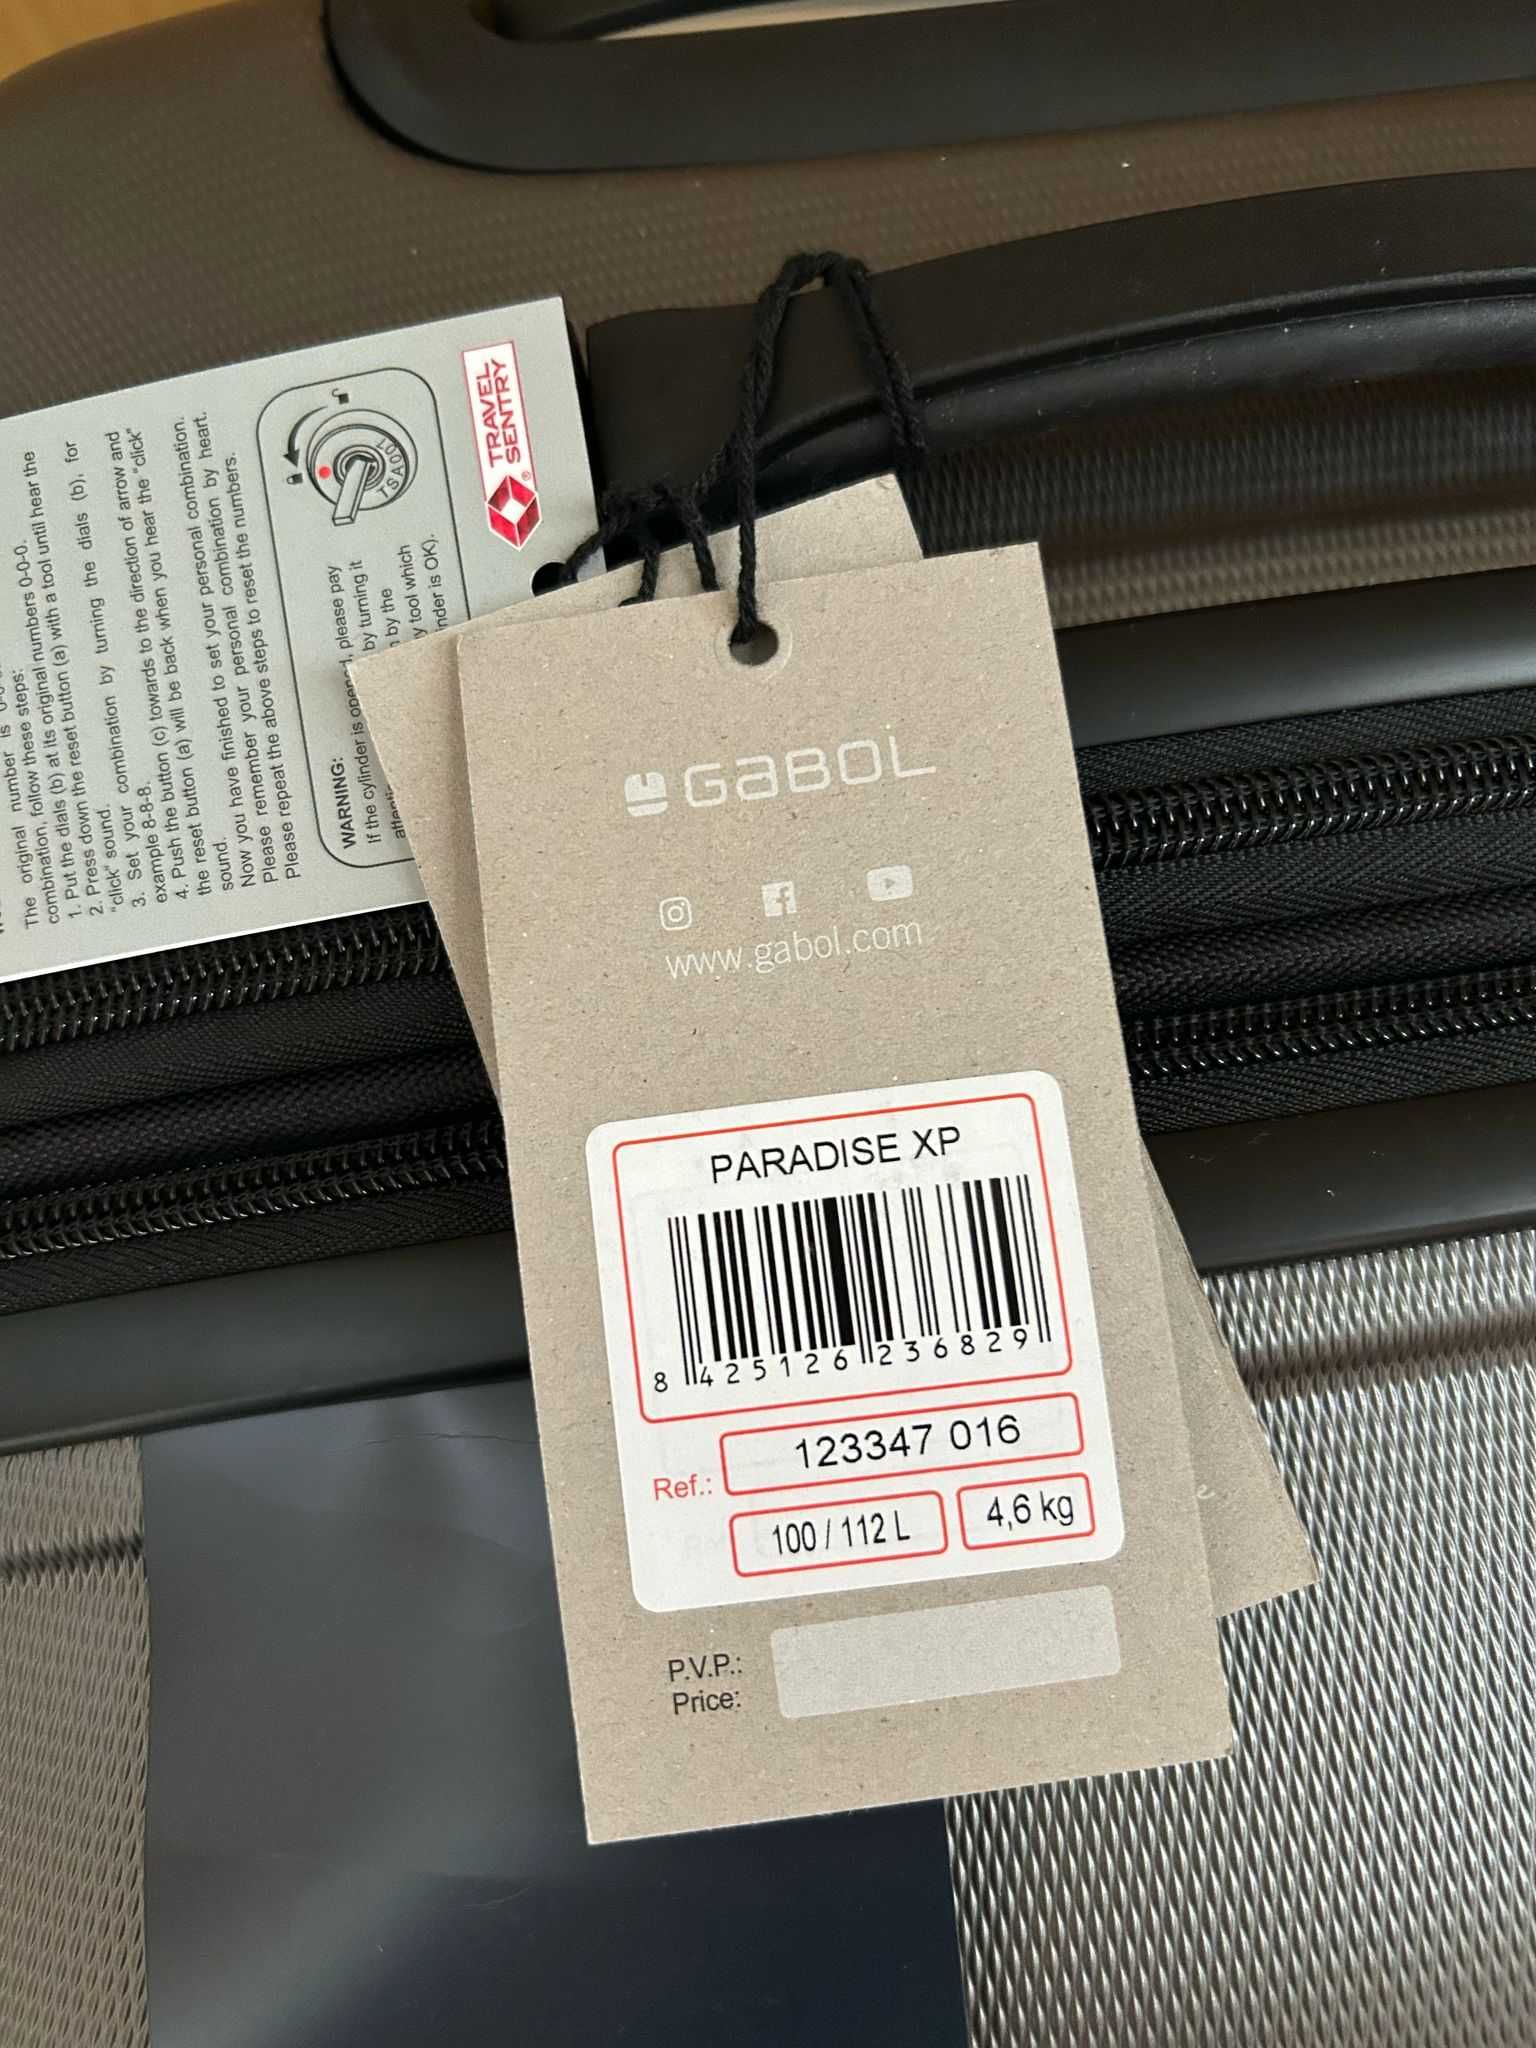 The original number is
combination, follow these steps:
1. Put the dials (b) at its original numbers 0-0-0.
2. Press down the reset button (a) with a tool until hear the
"click" sound.
3. Set your combination by turning the dials (b), for
example 8-8-8.
4. Push the button (c) towards to the direction of arrow and
the reset button (a) will be back when you hear the "click"
sound.
Now you have finished to set your personal combination.
Please remember your personal combination by heart.
Please repeat the above steps to reset the numbers.
WARNING:
If the cylinder is opened, please pay
by turning it
by the
tool which
is OK).
TSA007
TRAVEL
SENTRY®
GABOL
www.gabol.com
PARADISE XP
8 425126 236829
Ref.: 123347 016
100 / 112 L 4,6 kg
P.V.P.:
Price: